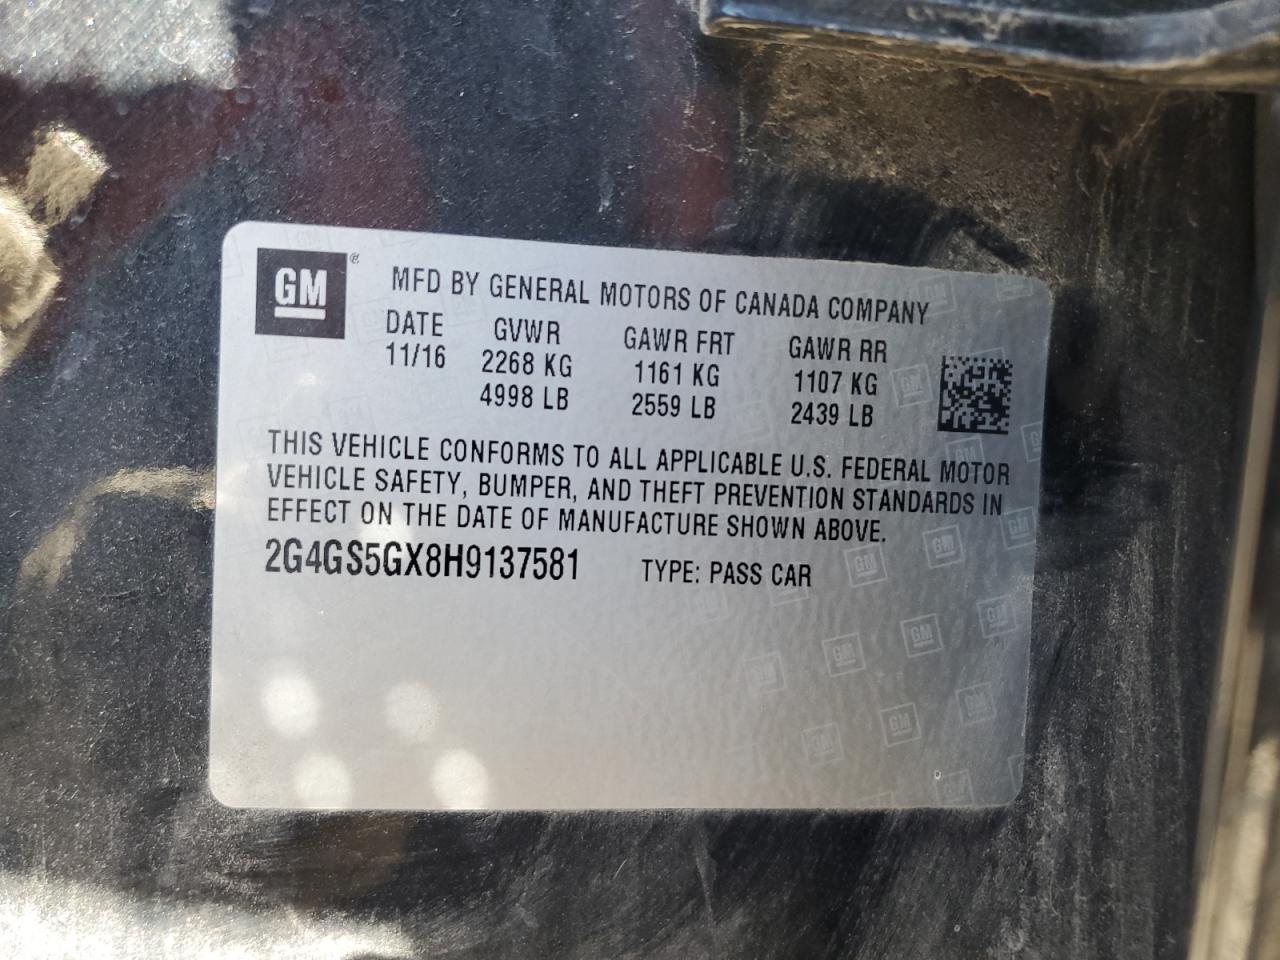 GM ®
MFD BY GENERAL MOTORS OF CANADA COMPANY
DATE GVWR GAWR FRT GAWR RR
11/16 2268 KG 1161 KG 1107 KG
4998 LB 2559 LB 2439 LB
THIS VEHICLE CONFORMS TO ALL APPLICABLE U.S. FEDERAL MOTOR
VEHICLE SAFETY, BUMPER, AND THEFT PREVENTION STANDARDS IN
EFFECT ON THE DATE OF MANUFACTURE SHOWN ABOVE.
2G4GS5GX8H9137581 TYPE: PASS CAR